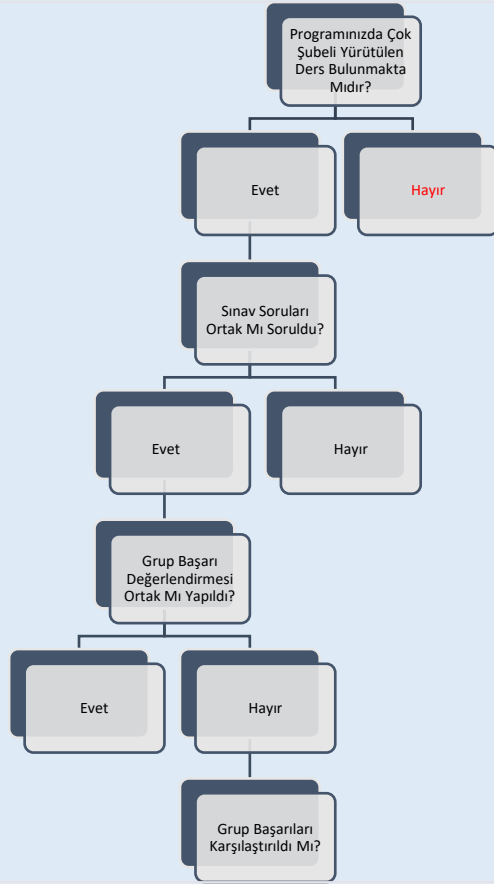 Programınızda Çok
Şubeli Yürütülen
Ders Bulunmakta
Mıdır?
Evet
Hayır
Sınav Soruları
Ortak Mı Soruldu?
Evet
Hayır
Grup Başarı
Değerlendirmesi
Ortak Mı Yapıldı?
Evet
Hayır
Grup Başarıları
Karşılaştırıldı Mı?